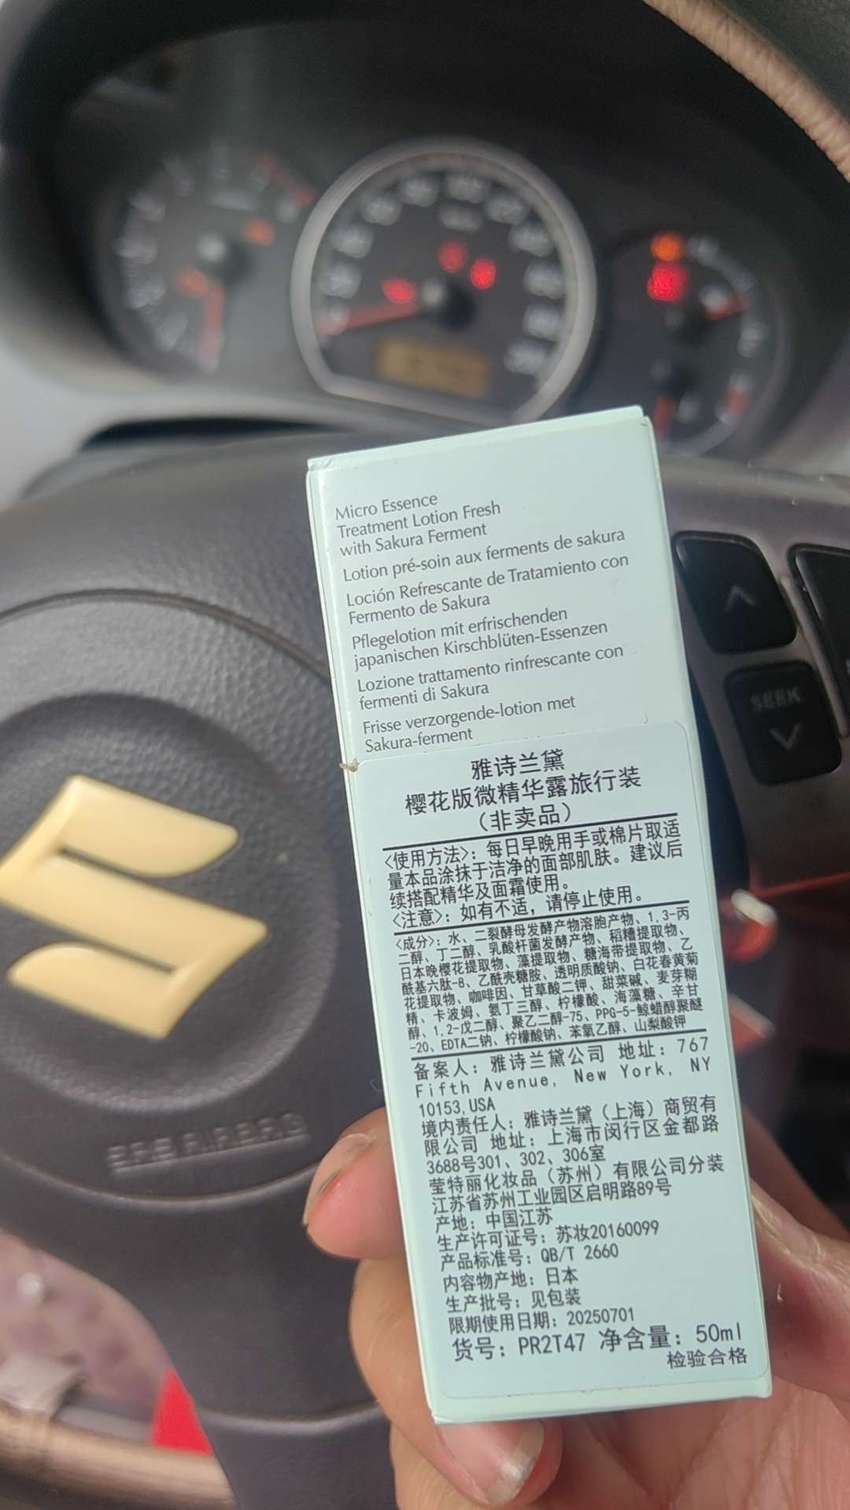 Micro Essence
Treatment Lotion Fresh
with Sakura Ferment
Lotion pré-soin aux ferments de sakura
Loción Refrescante de Tratamiento con
Fermento de Sakura
Pflegelotion mit erfrischenden
japanischen Kirschblüten-Essenzen
Lozione trattamento rinfrescante con
fermenti di Sakura
Frisse verzorgende-lotion met
Sakura-ferment
雅诗兰黛
樱花版微精华露旅行装
(非卖品)
<使用方法>: 每日早晚用手或棉片取适
量本品涂抹于洁净的面部肌肤。建议后
续搭配精华及面霜使用。
<注意>: 如有不适, 请停止使用。
<成分>: 水、二裂酵母发酵产物溶胞产物、1,3-丙
二醇、丁二醇、乳酸杆菌发酵产物、稻糟提取物、
日本晚樱花提取物、藻提取物、糖海带提取物、乙
酰基六肽-8、乙酰壳糖胺、透明质酸钠、白花春黄菊
花提取物、咖啡因、甘草酸二钾、甜菜碱、麦芽糊
精、卡波姆、氨丁三醇、柠檬酸、海藻糖、辛甘
醇、1,2-戊二醇、聚乙二醇-75、PPG-5-鲸蜡醇聚醚
-20、EDTA二钠、柠檬酸钠、苯氧乙醇、山梨酸钾
备案人: 雅诗兰黛公司 地址: 767
Fifth Avenue, New York, NY
10153,USA
境内责任人: 雅诗兰黛（上海）商贸有
限公司 地址: 上海市闵行区金都路
3688号301、302、306室
莹特丽化妆品（苏州）有限公司分装
江苏省苏州工业园区启明路89号
产地: 中国江苏
生产许可证号: 苏妆20160099
产品标准号: QB/T 2660
内容物产地: 日本
生产批号: 见包装
限期使用日期: 20250701
货号: PR2T47 净含量: 50ml
检验合格
SEEK